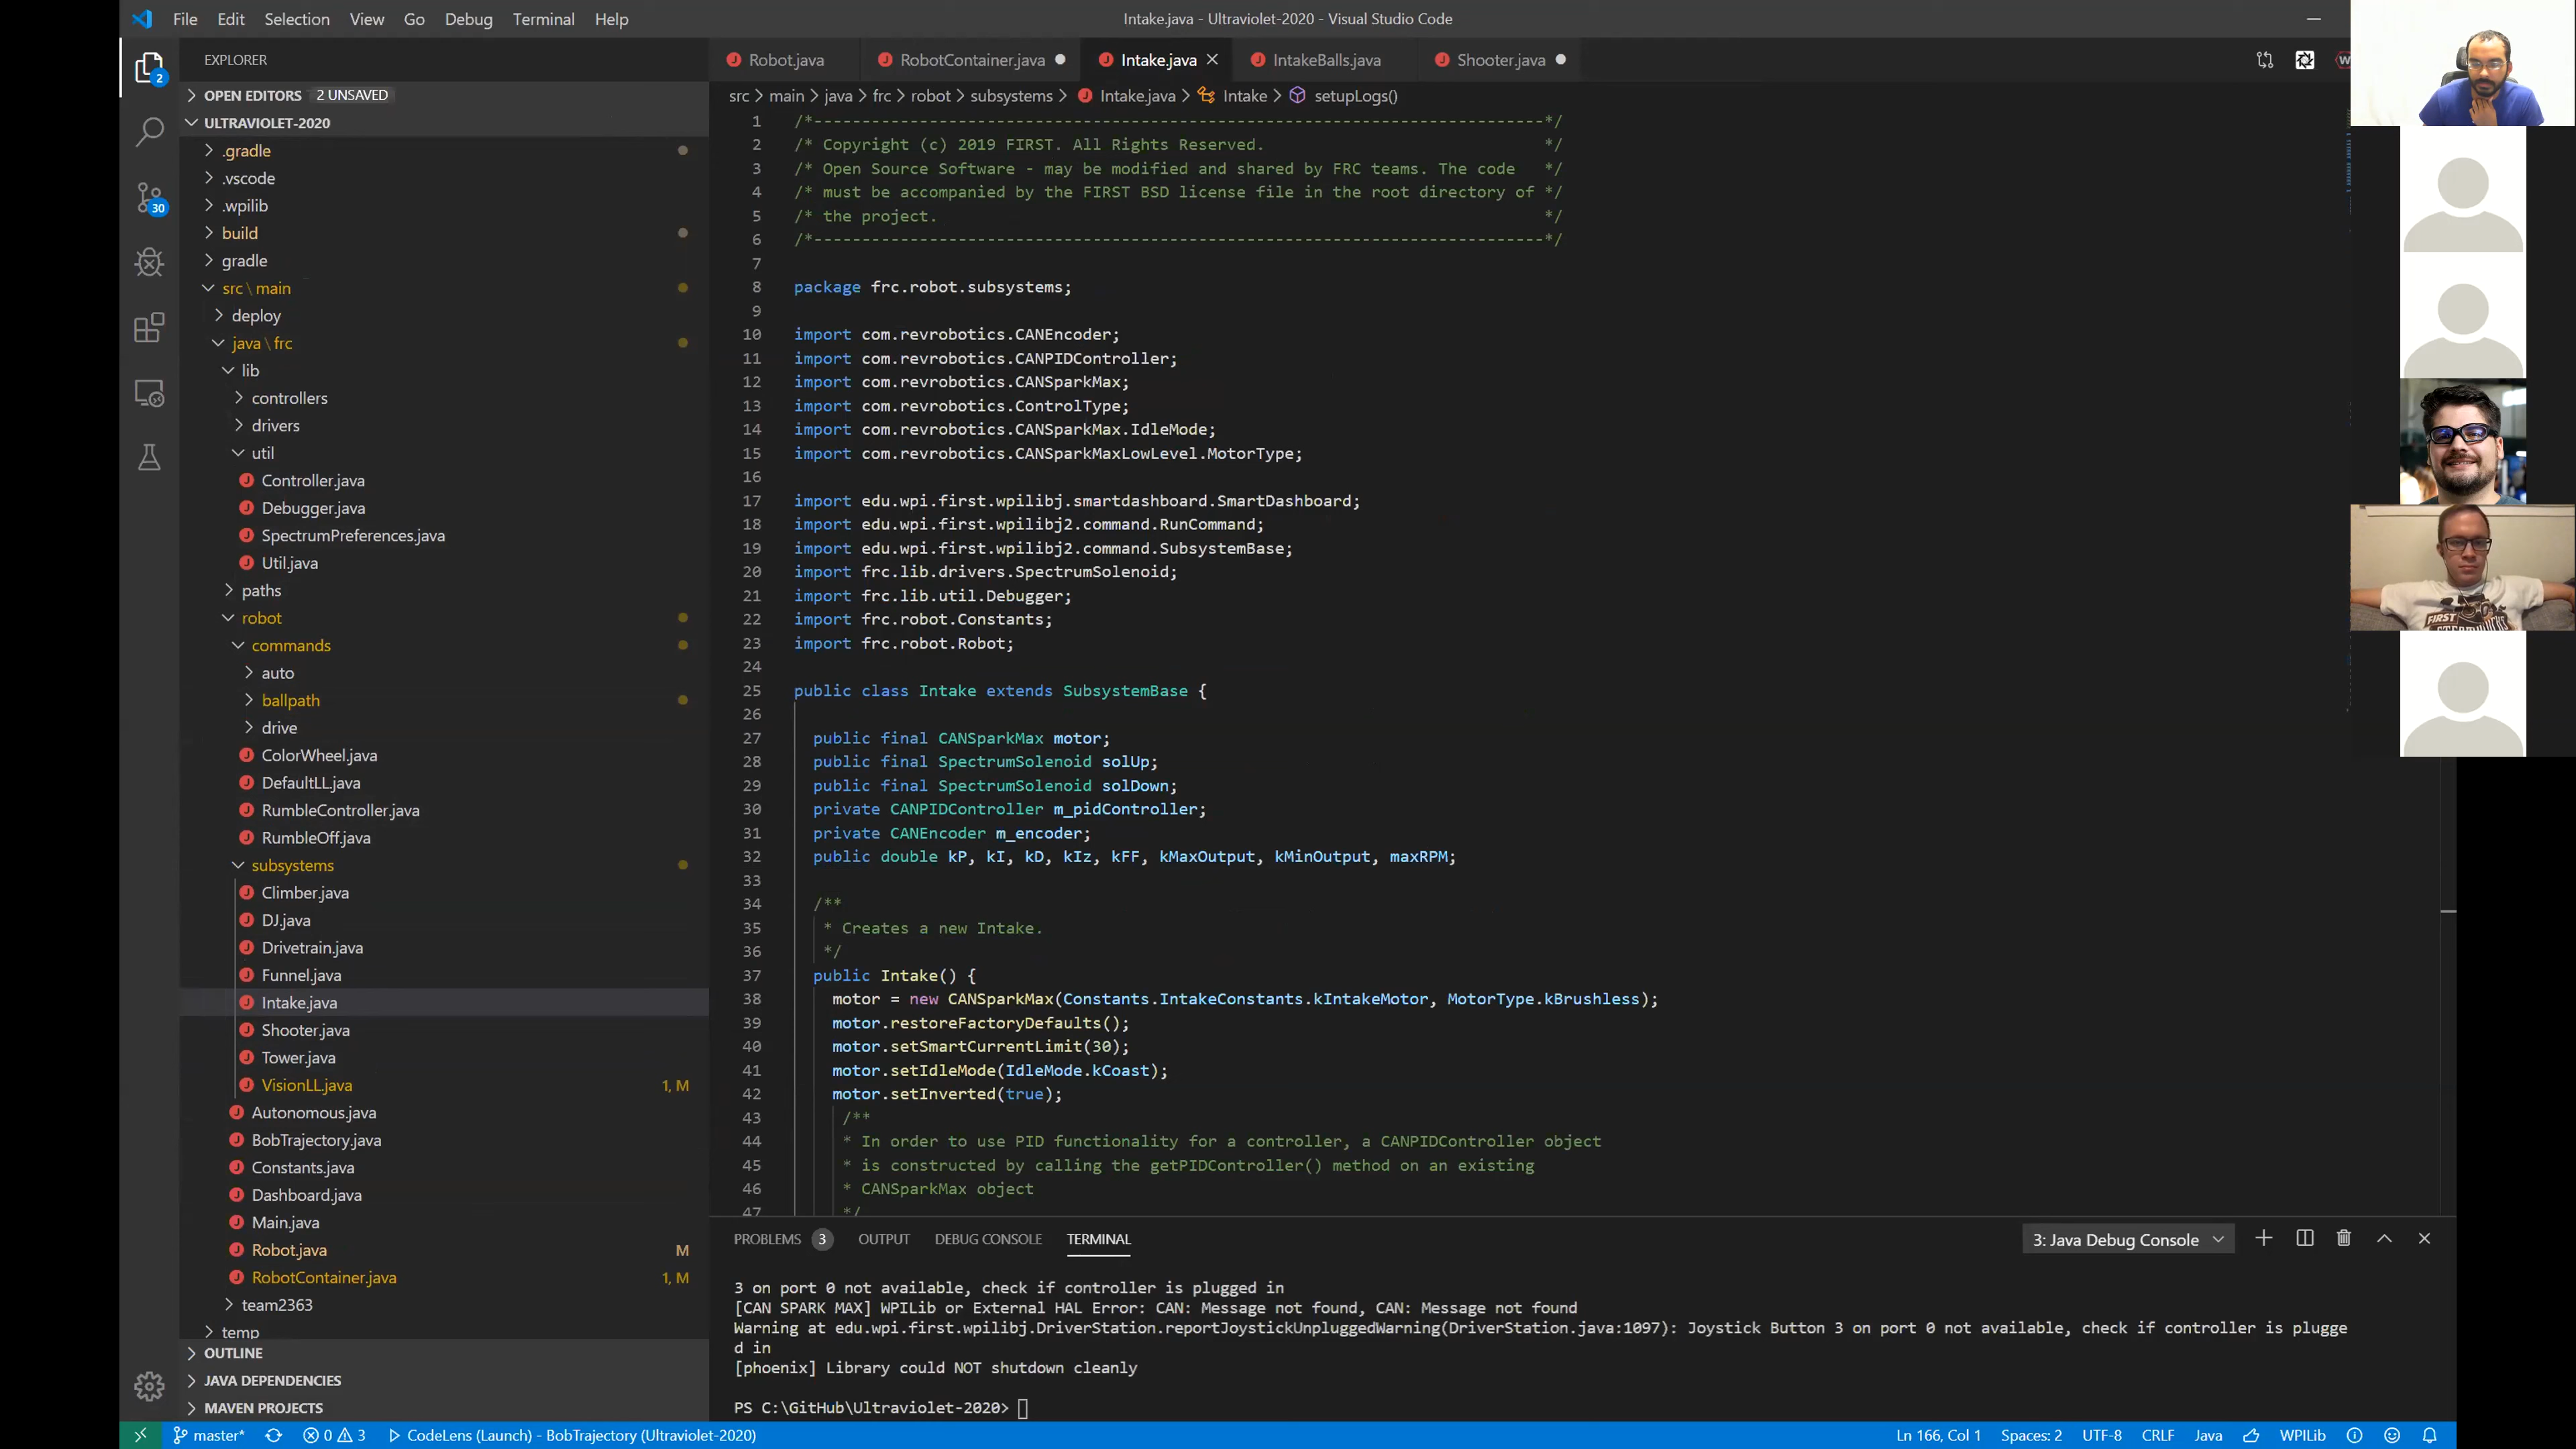 File Edit Selection View Go Debug Terminal Help
Intake.java - Ultraviolet-2020 - Visual Studio Code
EXPLORER
OPEN EDITORS 2 UNSAVED
ULTRAVIOLET-2020
.gradle
.vscode
.wpilib
build
gradle
src \ main
deploy
java \ frc
lib
controllers
drivers
util
Controller.java
Debugger.java
SpectrumPreferences.java
Util.java
paths
robot
commands
auto
ballpath
drive
ColorWheel.java
DefaultLL.java
RumbleController.java
RumbleOff.java
subsystems
Climber.java
DJ.java
Drivetrain.java
Funnel.java
Intake.java
Shooter.java
Tower.java
VisionLL.java 1, M
Autonomous.java
BobTrajectory.java
Constants.java
Dashboard.java
Main.java
Robot.java M
RobotContainer.java 1, M
team2363
temp
OUTLINE
JAVA DEPENDENCIES
MAVEN PROJECTS
2
30
Robot.java RobotContainer.java Intake.java IntakeBalls.java Shooter.java
src > main > java > frc > robot > subsystems > Intake.java > Intake > setupLogs()
1 /*----------------------------------------------------------------------------*/
2 /* Copyright (c) 2019 FIRST. All Rights Reserved. */
3 /* Open Source Software - may be modified and shared by FRC teams. The code */
4 /* must be accompanied by the FIRST BSD license file in the root directory of */
5 /* the project. */
6 /*----------------------------------------------------------------------------*/
7
8 package frc.robot.subsystems;
9
10 import com.revrobotics.CANEncoder;
11 import com.revrobotics.CANPIDController;
12 import com.revrobotics.CANSparkMax;
13 import com.revrobotics.ControlType;
14 import com.revrobotics.CANSparkMax.IdleMode;
15 import com.revrobotics.CANSparkMaxLowLevel.MotorType;
16
17 import edu.wpi.first.wpilibj.smartdashboard.SmartDashboard;
18 import edu.wpi.first.wpilibj2.command.RunCommand;
19 import edu.wpi.first.wpilibj2.command.SubsystemBase;
20 import frc.lib.drivers.SpectrumSolenoid;
21 import frc.lib.util.Debugger;
22 import frc.robot.Constants;
23 import frc.robot.Robot;
24
25 public class Intake extends SubsystemBase {
26
27 public final CANSparkMax motor;
28 public final SpectrumSolenoid solUp;
29 public final SpectrumSolenoid solDown;
30 private CANPIDController m_pidController;
31 private CANEncoder m_encoder;
32 public double kP, kI, kD, kIz, kFF, kMaxOutput, kMinOutput, maxRPM;
33
34 /**
35 * Creates a new Intake.
36 */
37 public Intake() {
38 motor = new CANSparkMax(Constants.IntakeConstants.kIntakeMotor, MotorType.kBrushless);
39 motor.restoreFactoryDefaults();
40 motor.setSmartCurrentLimit(30);
41 motor.setIdleMode(IdleMode.kCoast);
42 motor.setInverted(true);
43 /**
44 * In order to use PID functionality for a controller, a CANPIDController object
45 * is constructed by calling the getPIDController() method on an existing
46 * CANSparkMax object
47 */
PROBLEMS 3 OUTPUT DEBUG CONSOLE TERMINAL
3: Java Debug Console
3 on port 0 not available, check if controller is plugged in
[CAN SPARK MAX] WPILib or External HAL Error: CAN: Message not found, CAN: Message not found
Warning at edu.wpi.first.wpilibj.DriverStation.reportJoystickUnpluggedWarning(DriverStation.java:1097): Joystick Button 3 on port 0 not available, check if controller is plugge
d in
[phoenix] Library could NOT shutdown cleanly
PS C:\GitHub\Ultraviolet-2020>
master* 0 3 CodeLens (Launch) - BobTrajectory (Ultraviolet-2020)
Ln 166, Col 1 Spaces: 2 UTF-8 CRLF Java WPILib
W
FIRST